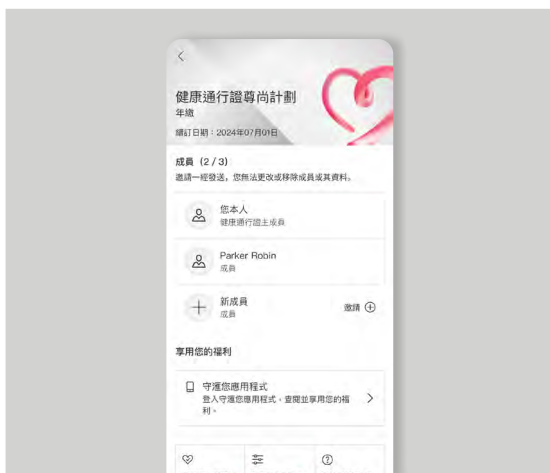 健康通行證尊尚計劃
年繳
續訂日期：2024年07月01日
成員（2 / 3）
邀請一經發送，您無法更改或移除成員或其資料。
您本人
健康通行證主成員
Parker Robin
成員
新成員
成員
邀請
享用您的福利
守護您應用程式
登入守護您應用程式，查閱並享用您的福
利。